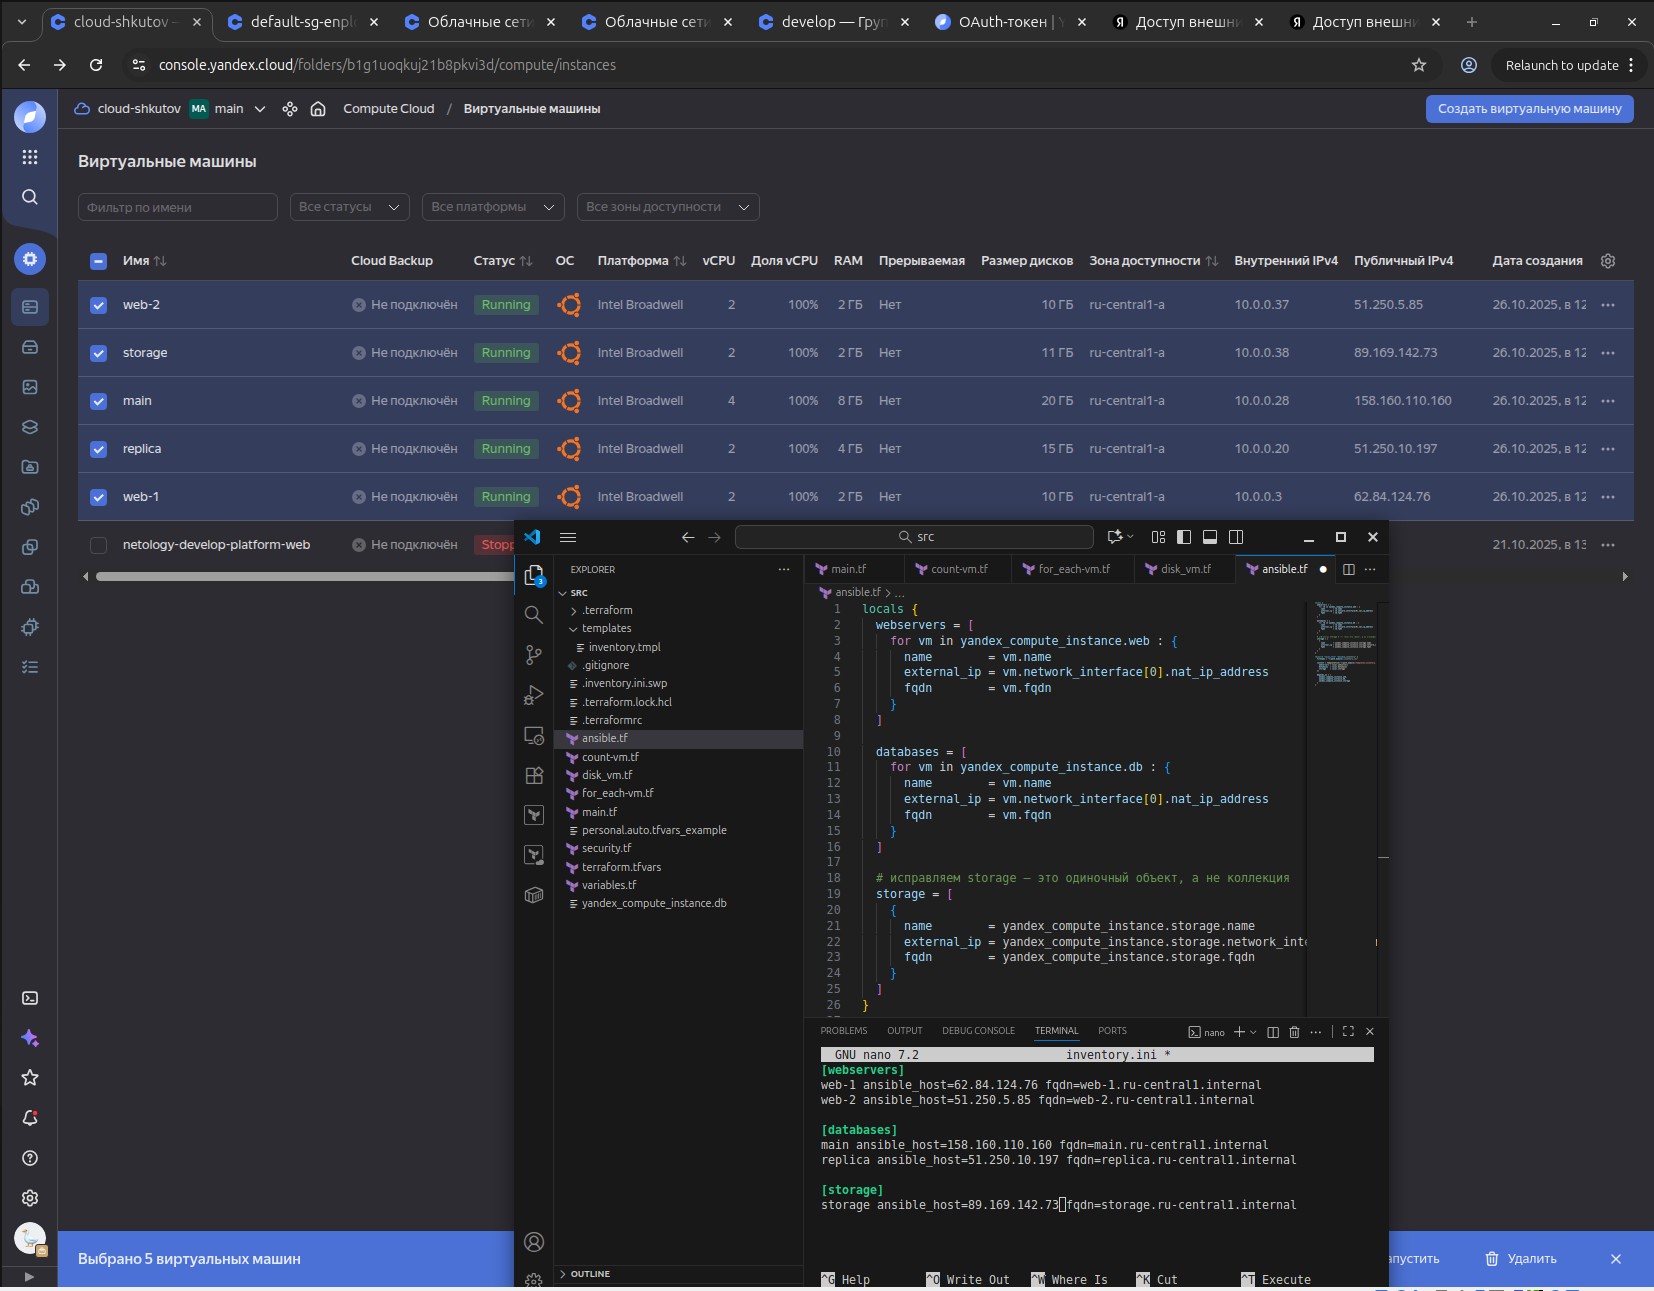 cloud-shkutov —
default-sg-enpl
Облачные сети
Облачные сети
develop — Груп
OAuth-токен | Y
Доступ внешни
Доступ внешни
console.yandex.cloud/folders/b1g1uoqkuj21b8pkvi3d/compute/instances
Relaunch to update
cloud-shkutov MA main Compute Cloud / Виртуальные машины
Создать виртуальную машину
Виртуальные машины
Фильтр по имени Все статусы Все платформы Все зоны доступности
Имя Cloud Backup Статус ОС Платформа vCPU Доля vCPU RAM Прерываемая Размер дисков Зона доступности Внутренний IPv4 Публичный IPv4 Дата создания
web-2 Не подключён Running Intel Broadwell 2 100% 2 ГБ Нет 10 ГБ ru-central1-a 10.0.0.37 51.250.5.85 26.10.2025, в 12
storage Не подключён Running Intel Broadwell 2 100% 2 ГБ Нет 11 ГБ ru-central1-a 10.0.0.38 89.169.142.73 26.10.2025, в 12
main Не подключён Running Intel Broadwell 4 100% 8 ГБ Нет 20 ГБ ru-central1-a 10.0.0.28 158.160.110.160 26.10.2025, в 12
replica Не подключён Running Intel Broadwell 2 100% 4 ГБ Нет 15 ГБ ru-central1-a 10.0.0.20 51.250.10.197 26.10.2025, в 12
web-1 Не подключён Running Intel Broadwell 2 100% 2 ГБ Нет 10 ГБ ru-central1-a 10.0.0.3 62.84.124.76 26.10.2025, в 12
netology-develop-platform-web Не подключён Stopp 21.10.2025, в 13
src
EXPLORER
SRC
.terraform
templates
inventory.tmpl
.gitignore
.inventory.ini.swp
.terraform.lock.hcl
.terraformrc
ansible.tf
count-vm.tf
disk_vm.tf
for_each-vm.tf
main.tf
personal.auto.tfvars_example
security.tf
terraform.tfvars
variables.tf
yandex_compute_instance.db
OUTLINE
3
main.tf count-vm.tf for_each-vm.tf disk_vm.tf ansible.tf
ansible.tf > ...
1 locals {
2 webservers = [
3 for vm in yandex_compute_instance.web : {
4 name = vm.name
5 external_ip = vm.network_interface[0].nat_ip_address
6 fqdn = vm.fqdn
7 }
8 ]
9
10 databases = [
11 for vm in yandex_compute_instance.db : {
12 name = vm.name
13 external_ip = vm.network_interface[0].nat_ip_address
14 fqdn = vm.fqdn
15 }
16 ]
17
18 # исправляем storage — это одиночный объект, а не коллекция
19 storage = [
20 {
21 name = yandex_compute_instance.storage.name
22 external_ip = yandex_compute_instance.storage.network_int
23 fqdn = yandex_compute_instance.storage.fqdn
24 }
25 ]
26 }
PROBLEMS OUTPUT DEBUG CONSOLE TERMINAL PORTS nano
GNU nano 7.2 inventory.ini *
[webservers]
web-1 ansible_host=62.84.124.76 fqdn=web-1.ru-central1.internal
web-2 ansible_host=51.250.5.85 fqdn=web-2.ru-central1.internal
[databases]
main ansible_host=158.160.110.160 fqdn=main.ru-central1.internal
replica ansible_host=51.250.10.197 fqdn=replica.ru-central1.internal
[storage]
storage ansible_host=89.169.142.73 fqdn=storage.ru-central1.internal
^G Help ^O Write Out ^W Where Is ^K Cut ^T Execute
Выбрано 5 виртуальных машин
апустить Удалить